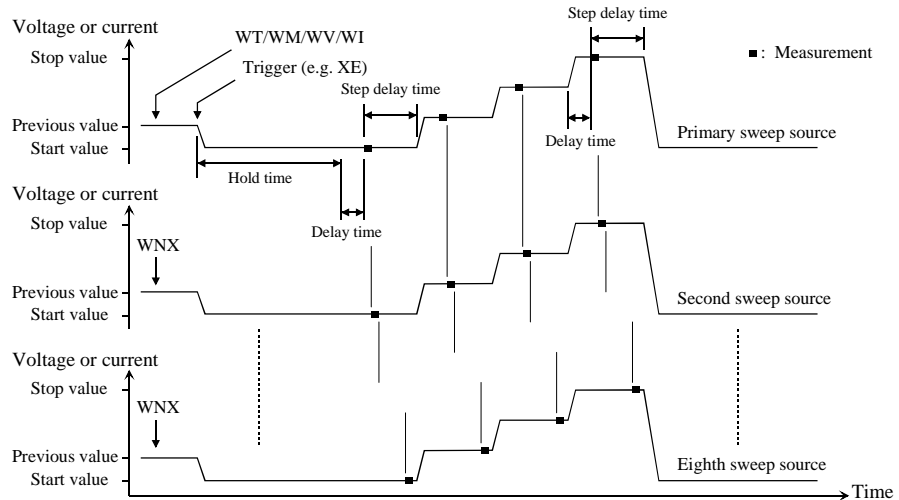 Step delay time
Voltage or current
WT/WM/WV/WI
■ : Measurement
Stop value
Trigger (e.g. XE)
Step delay time
Previous value
Delay time
Primary sweep source
Start value
Hold time
Voltage or current
Stop value
Delay time
WNX
Previous value
Second sweep source
Start value
Voltage or current
Stop value
WNX
Previous value
Eighth sweep source
Start value
Time